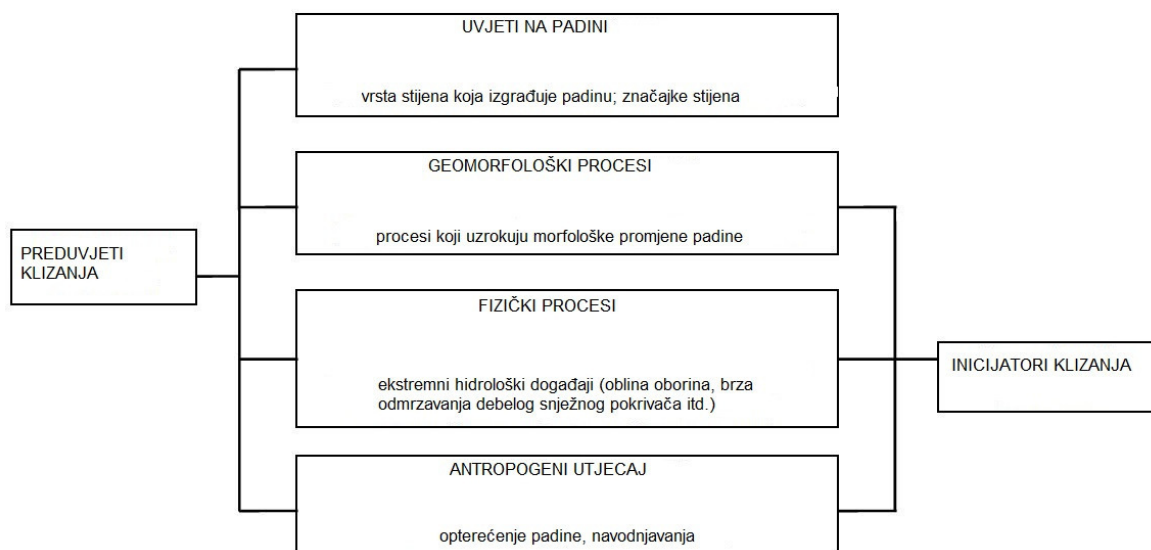 UVJETI NA PADINI
vrsta stijena koja izgrađuje padinu; značajke stijena
GEOMORFOLOŠKI PROCESI
procesi koji uzrokuju morfološke promjene padine
PREDUVJETI
KLIZANJA
FIZIČKI PROCESI
ekstremni hidrološki događaji (oblina oborina, brza
odmrzavanja debelog snježnog pokrivača itd.)
INICIJATORI KLIZANJA
ANTROPOGENI UTJECAJ
opterećenje padine, navodnjavanja